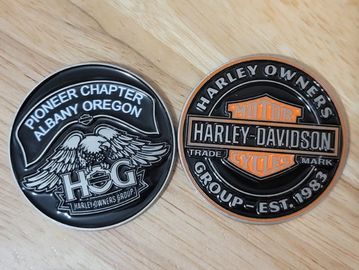 PIONEER CHAPTER
ALBANY OREGON
HOG
HARLEY OWNERS GROUP
HARLEY OWNERS
MOTOR
HARLEY-DAVIDSON
TRADE MARK
CYCLES
GROUP - EST. 1983